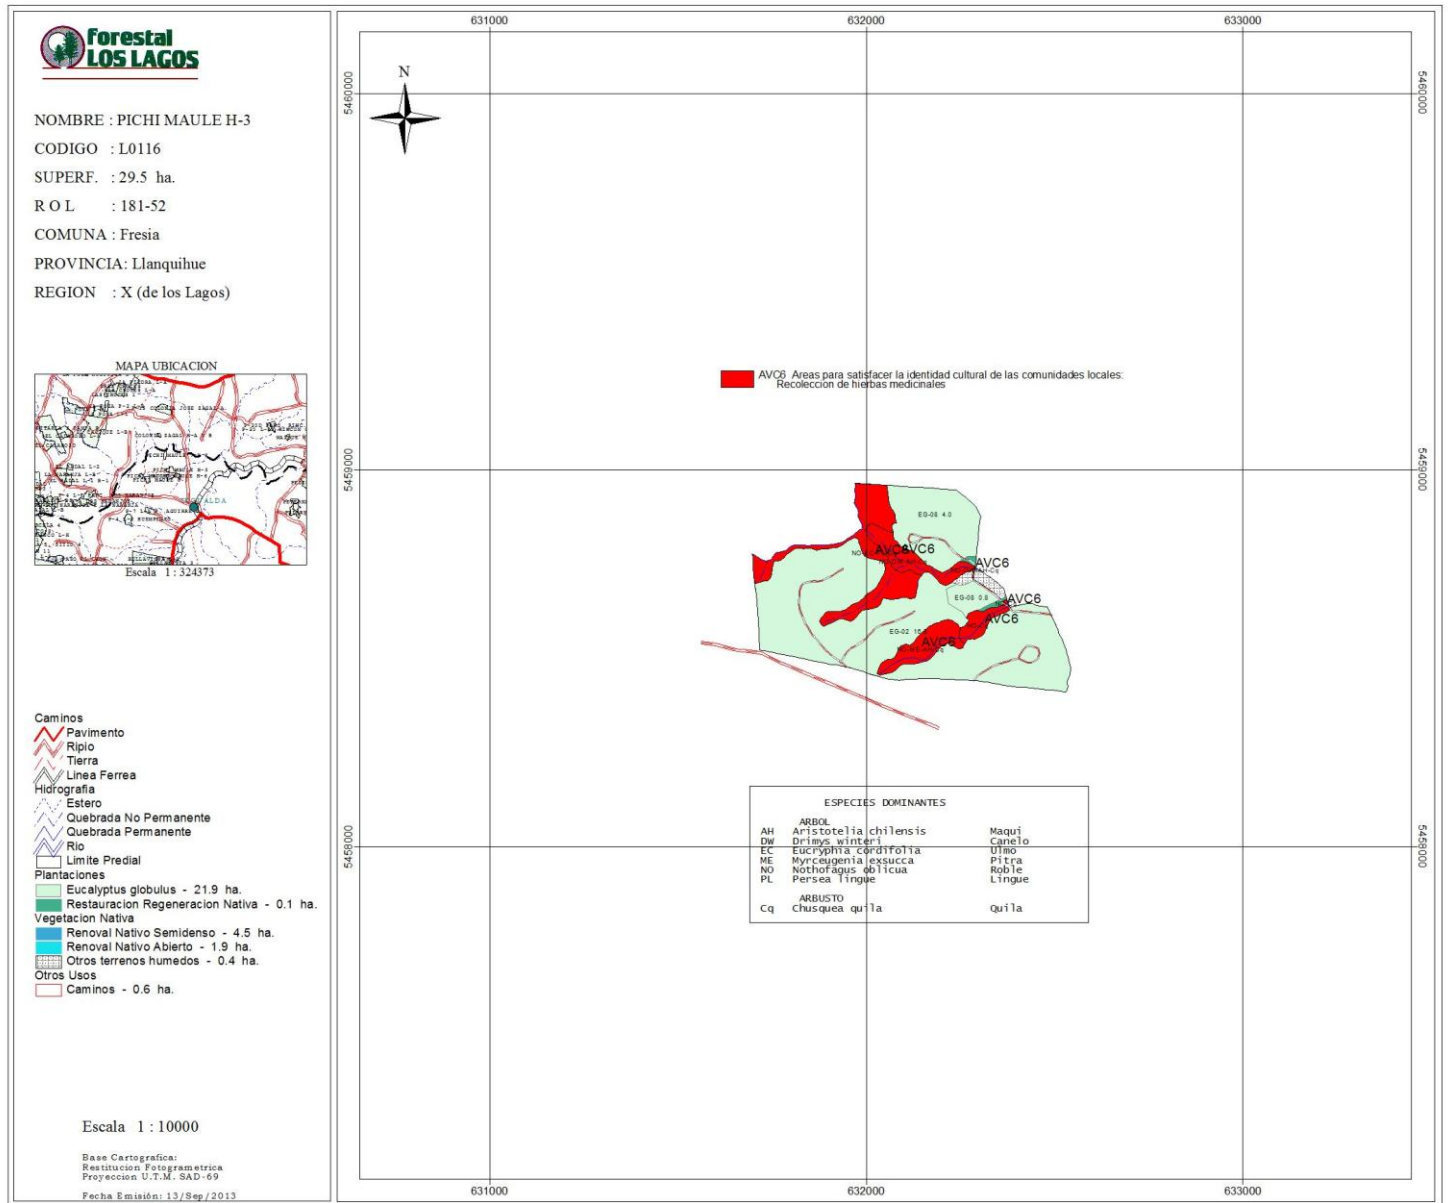 forestal
LOS LAGOS
NOMBRE : PICHI MAULE H-3
CODIGO : L0116
SUPERF. : 29.5 ha.
R O L : 181-52
COMUNA : Fresia
PROVINCIA: Llanquihue
REGION : X (de los Lagos)
MAPA UBICACION
Escala 1 : 324373
Caminos
Pavimento
Ripio
Tierra
Linea Ferrea
Hidrografia
Estero
Quebrada No Permanente
Quebrada Permanente
Rio
Limite Predial
Plantaciones
Eucalyptus globulus - 21.9 ha.
Restauracion Regeneracion Nativa - 0.1 ha.
Vegetacion Nativa
Renoval Nativo Semidenso - 4.5 ha.
Renoval Nativo Abierto - 1.9 ha.
Otros terrenos humedos - 0.4 ha.
Otros Usos
Caminos - 0.6 ha.
Escala 1 : 10000
Base Cartografica:
Restitucion Fotogrametrica
Proyeccion U.T.M. SAD-69
Fecha Emisión: 13/Sep/2013
631000 632000 633000
N
5460000 5460000
AVC6 Areas para satisfacer la identidad cultural de las comunidades locales:
Recoleccion de hierbas medicinales
5459000 5459000
EG-08 4.0
AVC6
AVC6
AVC6
EG-08 0.8
AVC6
AVC6
EG-02
AVC6
ESPECIES DOMINANTES
ARBOL
AH Aristotelia chilensis Maqui
DW Drimys winteri Canelo
EC Eucryphia cordifolia Ulmo
ME Myrceugenia exsucca Pitra
NO Nothofagus oblicua Roble
PL Persea lingue Lingue
ARBUSTO
Cq Chusquea quila Quila
5458000 5458000
631000 632000 633000